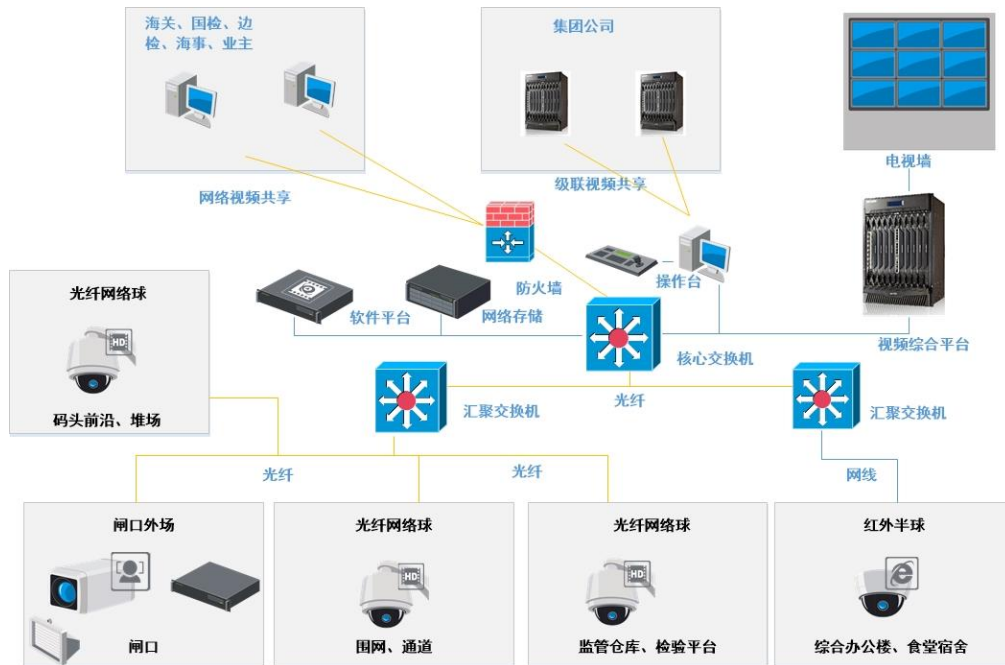 海关、国检、边
检、海事、业主
集团公司
电视墙
网络视频共享
级联视频共享
防火墙
操作台
光纤网络球
HD
码头前沿、堆场
软件平台
网络存储
核心交换机
视频综合平台
汇聚交换机
光纤
汇聚交换机
光纤
光纤
网线
闸口外场
闸口
光纤网络球
HD
围网、通道
光纤网络球
HD
监管仓库、检验平台
红外半球
综合办公楼、食堂宿舍